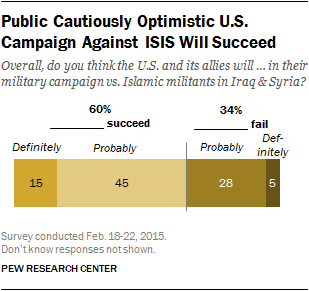 Public Cautiously Optimistic U.S.
Campaign Against ISIS Will Succeed
Overall, do you think the U.S. and its allies will ... in their
military campaign vs. Islamic militants in Iraq & Syria?
60% 34%
________ succeed ________ fail
Definitely Probably Probably Def-
initely
15 45 28 5
Survey conducted Feb. 18-22, 2015.
Don't know responses not shown.
PEW RESEARCH CENTER